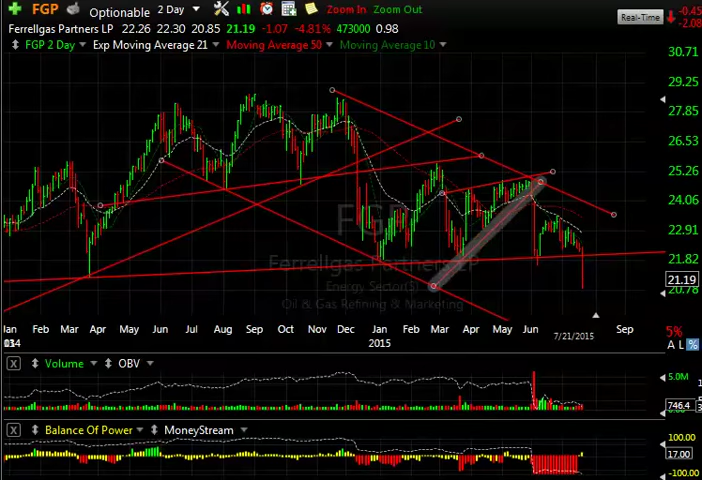 FGP Optionable 2 Day Zoom In Zoom Out
Ferrellgas Partners LP 22.26 22.30 20.85 21.19 -1.07 -4.81% 473000 0.98
Real-Time -0.45
-2.08
FGP 2 Day Exp Moving Average 21 Moving Average 50 Moving Average 10
30.71
29.25
27.85
26.53
25.26
24.06
22.91
21.82
21.19
20.78
FGP
Ferrellgas Partners LP
Energy Sector(S)
Oil & Gas Refining & Marketing
Jan Feb Mar Apr May Jun Jul Aug Sep Oct Nov Dec Jan Feb Mar Apr May Jun 7/21/2015 Sep
2015
5%
A L %
X Volume OBV
5.0M
746.4
X Balance Of Power MoneyStream
100.00
17.00
-100.00